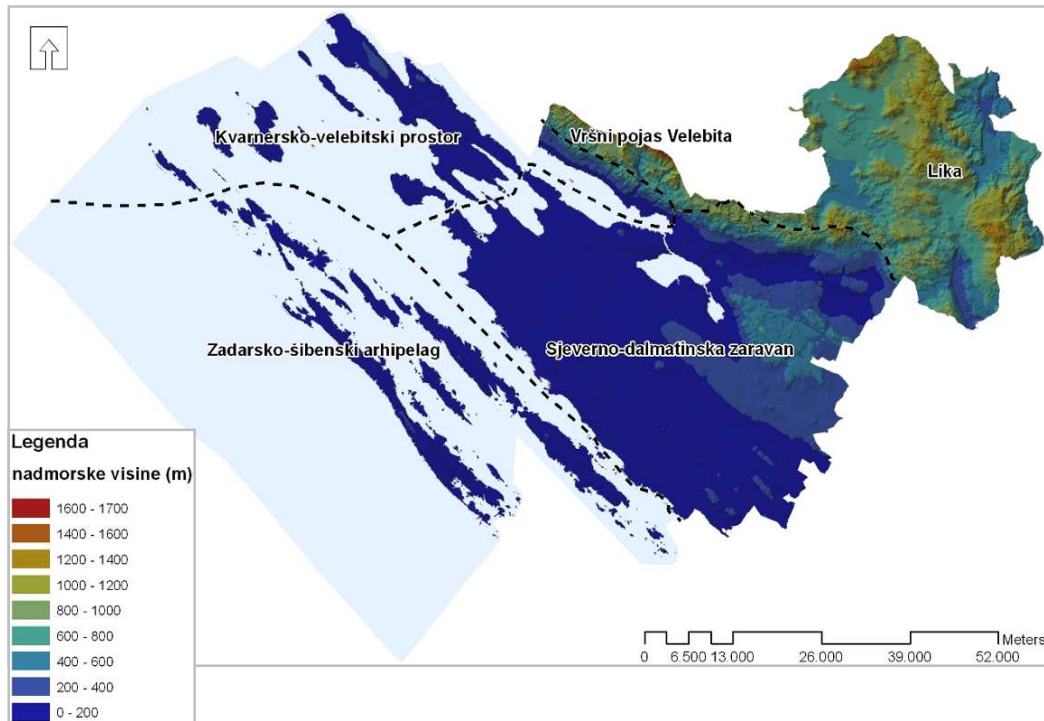 Kvarnersko-velebitski prostor
Vršni pojas Velebita
Lika
Zadarsko-šibenski arhipelag
Sjeverno-dalmatinska zaravan
Legenda
nadmorske visine (m)
1600 - 1700
1400 - 1600
1200 - 1400
1000 - 1200
800 - 1000
600 - 800
400 - 600
200 - 400
0 - 200
Meters
0 6.500 13.000 26.000 39.000 52.000